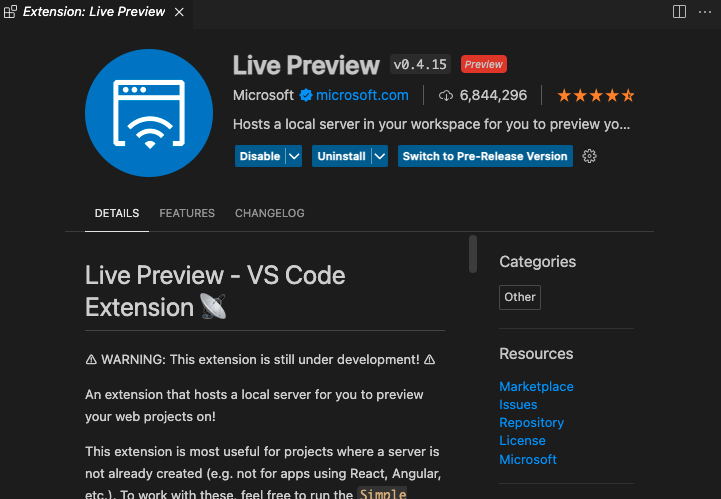 Extension: Live Preview
Live Preview v0.4.15 Preview
Microsoft microsoft.com 6,844,296
Hosts a local server in your workspace for you to preview yo...
Disable Uninstall Switch to Pre-Release Version
DETAILS FEATURES CHANGELOG
Live Preview - VS Code
Extension 📡
⚠ WARNING: This extension is still under development! ⚠
An extension that hosts a local server for you to preview
your web projects on!
This extension is most useful for projects where a server is
not already created (e.g. not for apps using React, Angular,
etc.). To work with these, feel free to run the Simple
Categories
Other
Resources
Marketplace
Issues
Repository
License
Microsoft